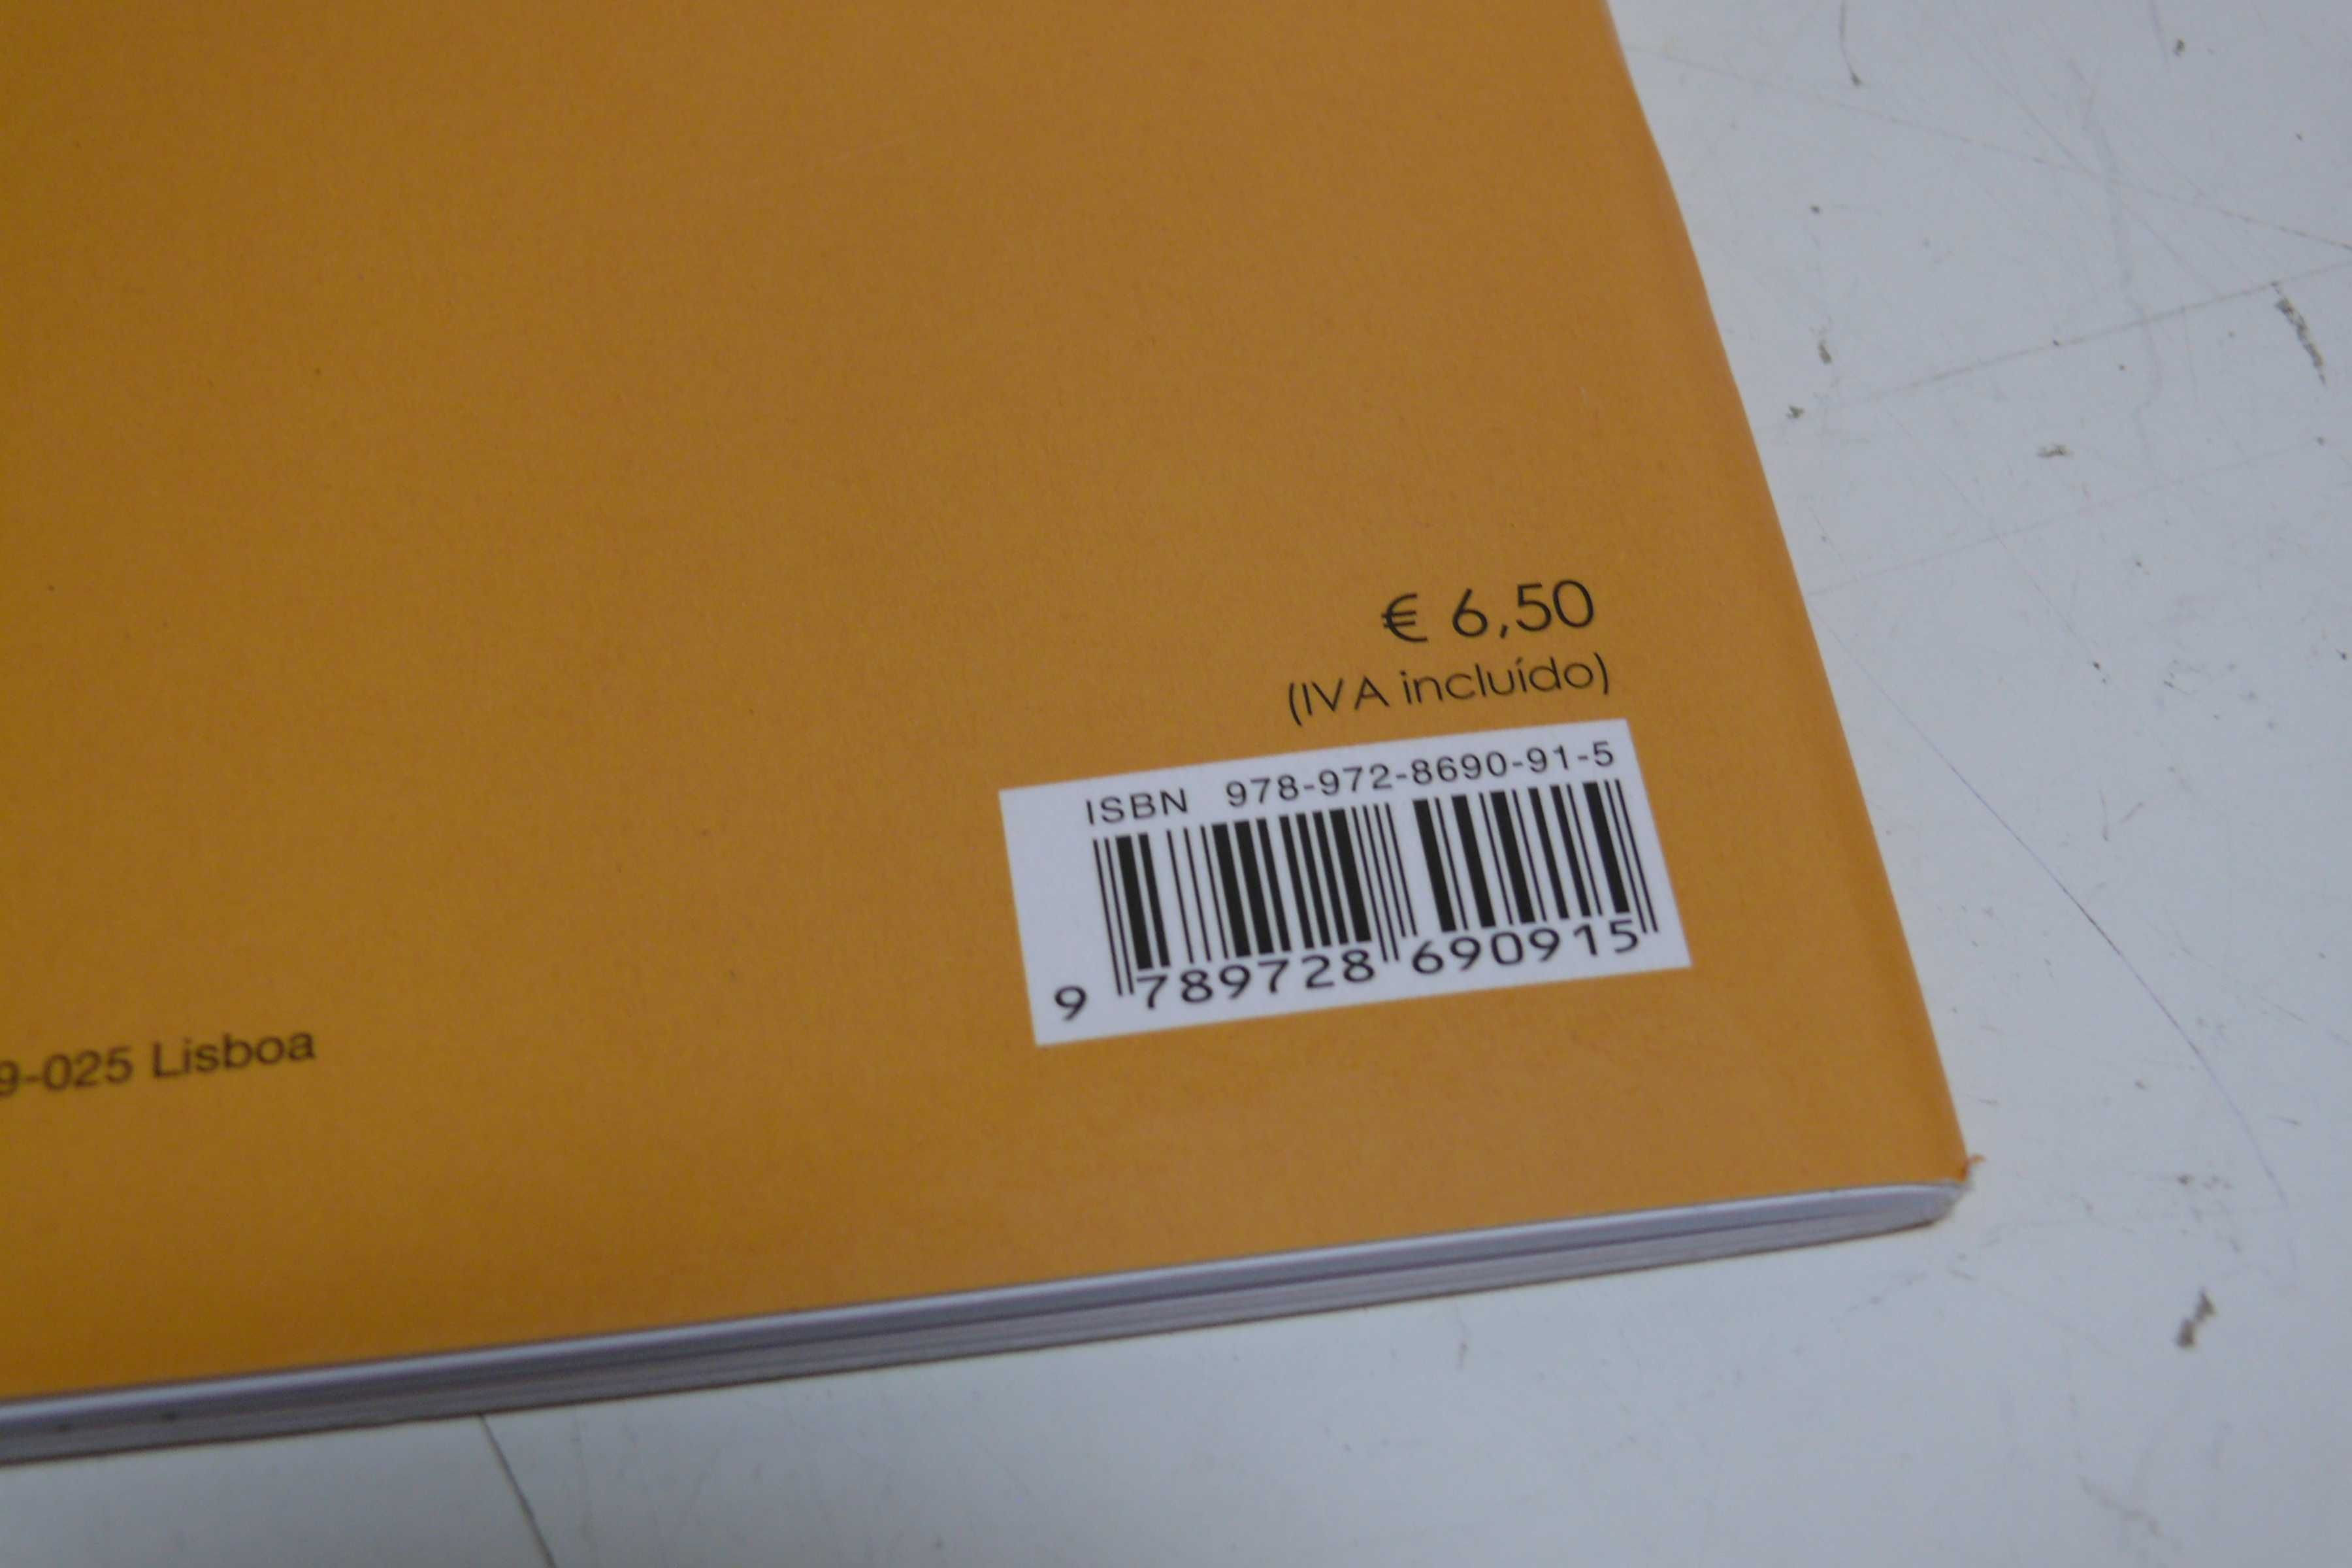 € 6,50
(IVA incluído)
ISBN 978-972-8690-91-5
9 789728 690915
9-025 Lisboa